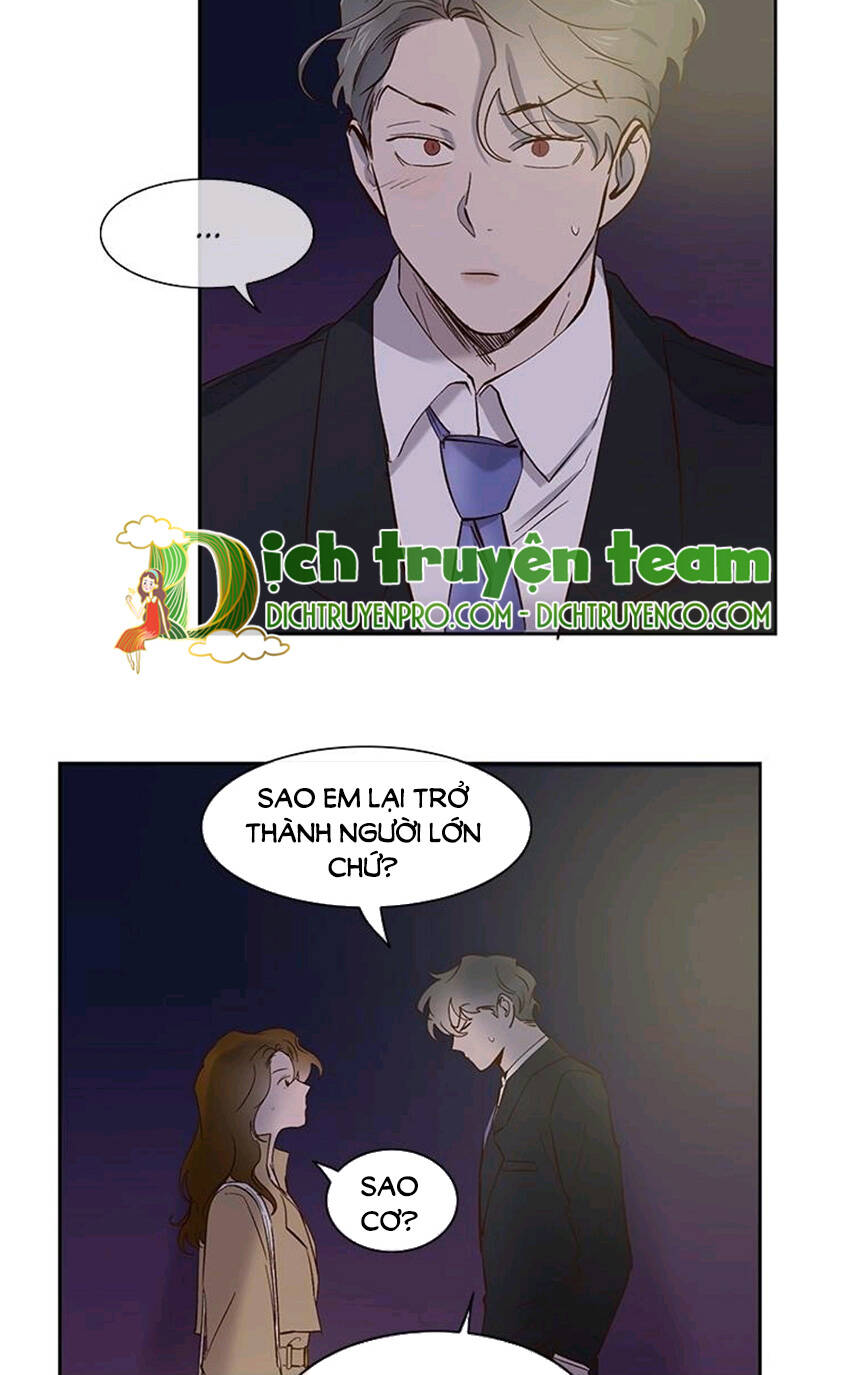 ...
Dịch truyện team
DICHTRUYENPRO.COM - DICHTRUYENCO.COM
SAO EM LẠI TRỞ
THÀNH NGƯỜI LỚN
CHỨ?
SAO
CƠ?